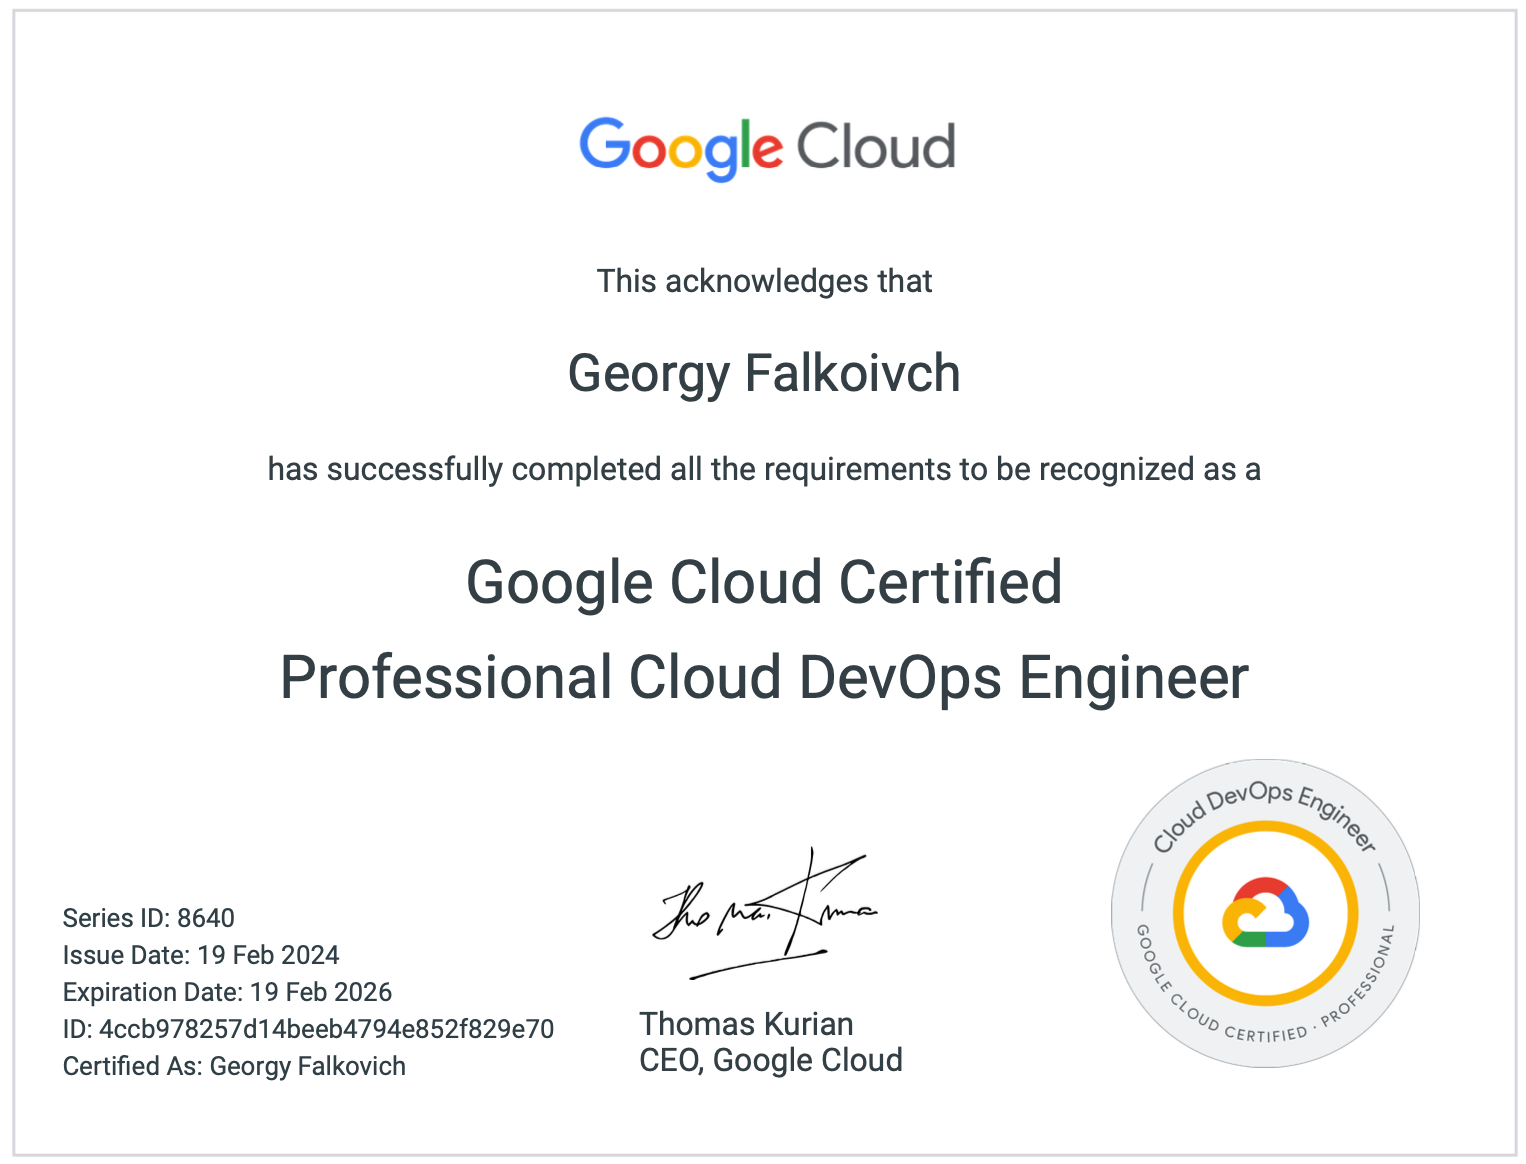 Google Cloud
This acknowledges that
Georgy Falkoivch
has successfully completed all the requirements to be recognized as a
Google Cloud Certified
Professional Cloud DevOps Engineer
Series ID: 8640
Issue Date: 19 Feb 2024
Expiration Date: 19 Feb 2026
ID: 4ccb978257d14beeb4794e852f829e70
Certified As: Georgy Falkovich
Thomas Kurian
Thomas Kurian
CEO, Google Cloud
Cloud DevOps Engineer
GOOGLE CLOUD CERTIFIED · PROFESSIONAL